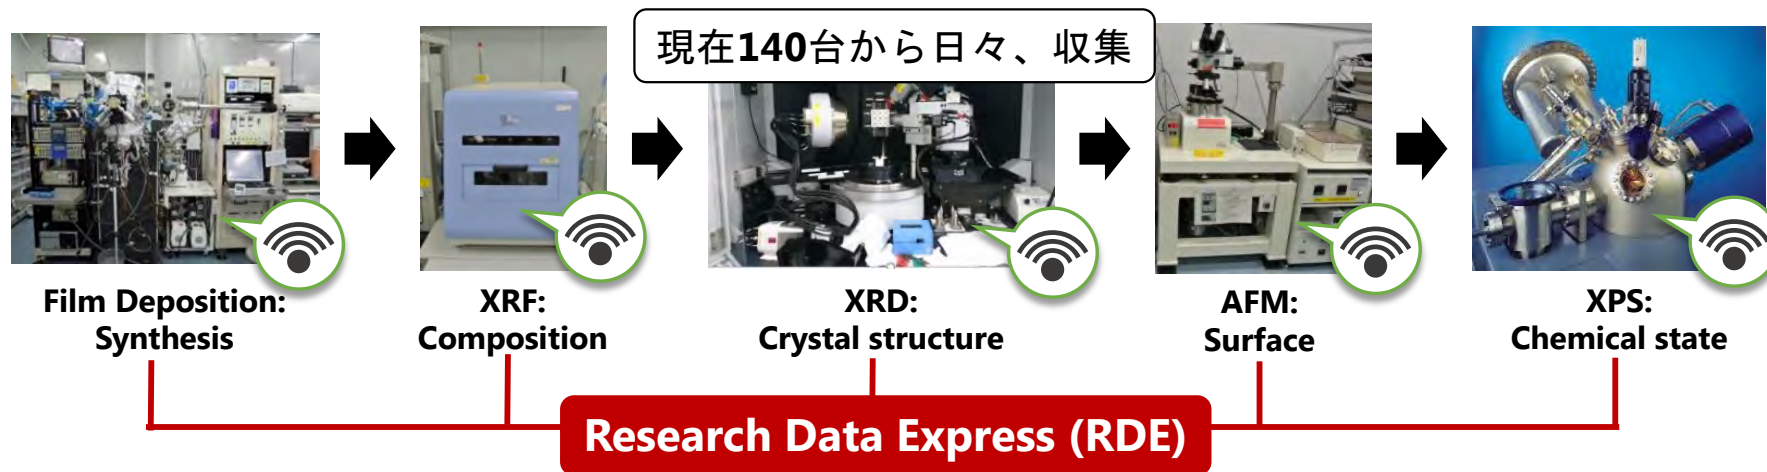 現在140台から日々、収集
Film Deposition:
Synthesis
XRF:
Composition
XRD:
Crystal structure
AFM:
Surface
XPS:
Chemical state
Research Data Express (RDE)